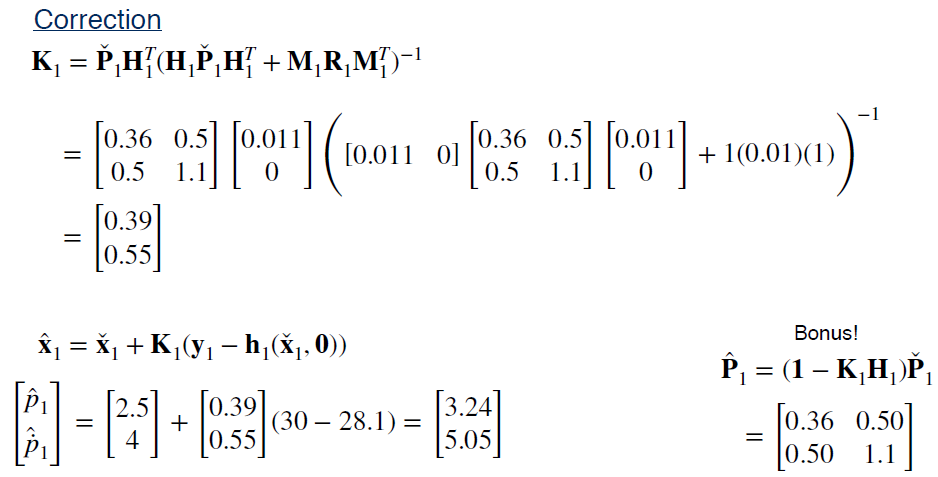 Correction
K₁ = P̌₁H₁ᵀ(H₁P̌₁H₁ᵀ + M₁R₁M₁ᵀ)⁻¹
= [0.36 0.5; 0.5 1.1] [0.011; 0] ([0.011 0] [0.36 0.5; 0.5 1.1] [0.011; 0] + 1(0.01)(1))⁻¹
= [0.39; 0.55]
x̂₁ = x̌₁ + K₁(y₁ − h₁(x̌₁, 0))
[p̂₁; ṗ̂₁] = [2.5; 4] + [0.39; 0.55] (30 − 28.1) = [3.24; 5.05]
Bonus!
P̂₁ = (1 − K₁H₁)P̌₁
= [0.36 0.50; 0.50 1.1]